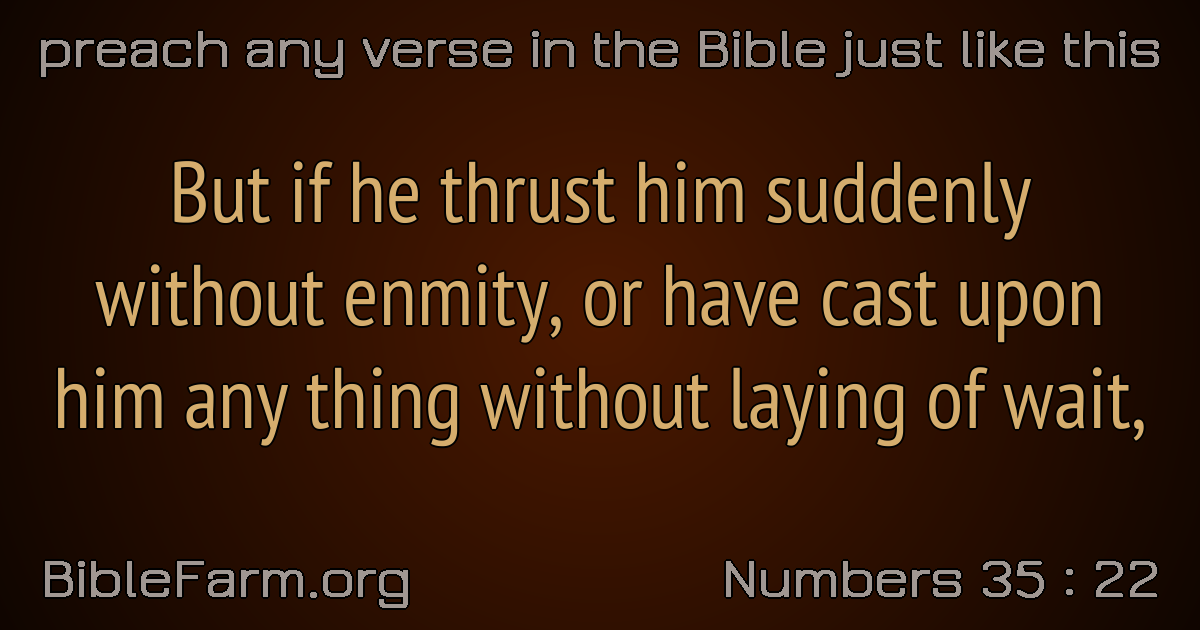 preach any verse in the Bible just like this
But if he thrust him suddenly
without enmity, or have cast upon
him any thing without laying of wait,
BibleFarm.org
Numbers 35 : 22